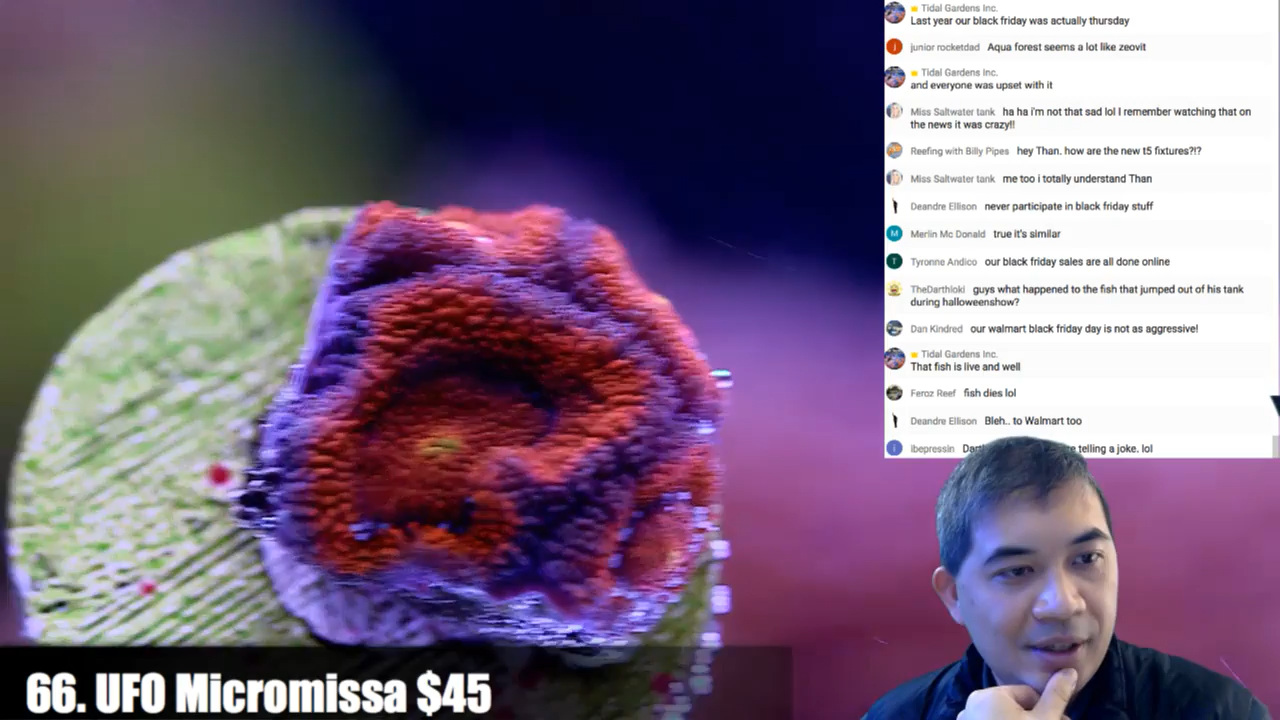 Tidal Gardens Inc.
Last year our black friday was actually thursday
junior rocketdad Aqua forest seems a lot like zeovit
Tidal Gardens Inc.
and everyone was upset with it
Miss Saltwater tank ha ha i'm not that sad lol I remember watching that on
the news it was crazy!!
Reefing with Billy Pipes hey Than. how are the new t5 fixtures?!?
Miss Saltwater tank me too i totally understand Than
Deandre Ellison never participate in black friday stuff
M Merlin Mc Donald true it's similar
T Tyronne Andico our black friday sales are all done online
TheDarthloki guys what happened to the fish that jumped out of his tank
during halloweenshow?
Dan Kindred our walmart black friday day is not as aggressive!
Tidal Gardens Inc.
That fish is live and well
Feroz Reef fish dies lol
Deandre Ellison Bleh.. to Walmart too
ibepressin telling a joke. lol
66. UFO Micromissa $45